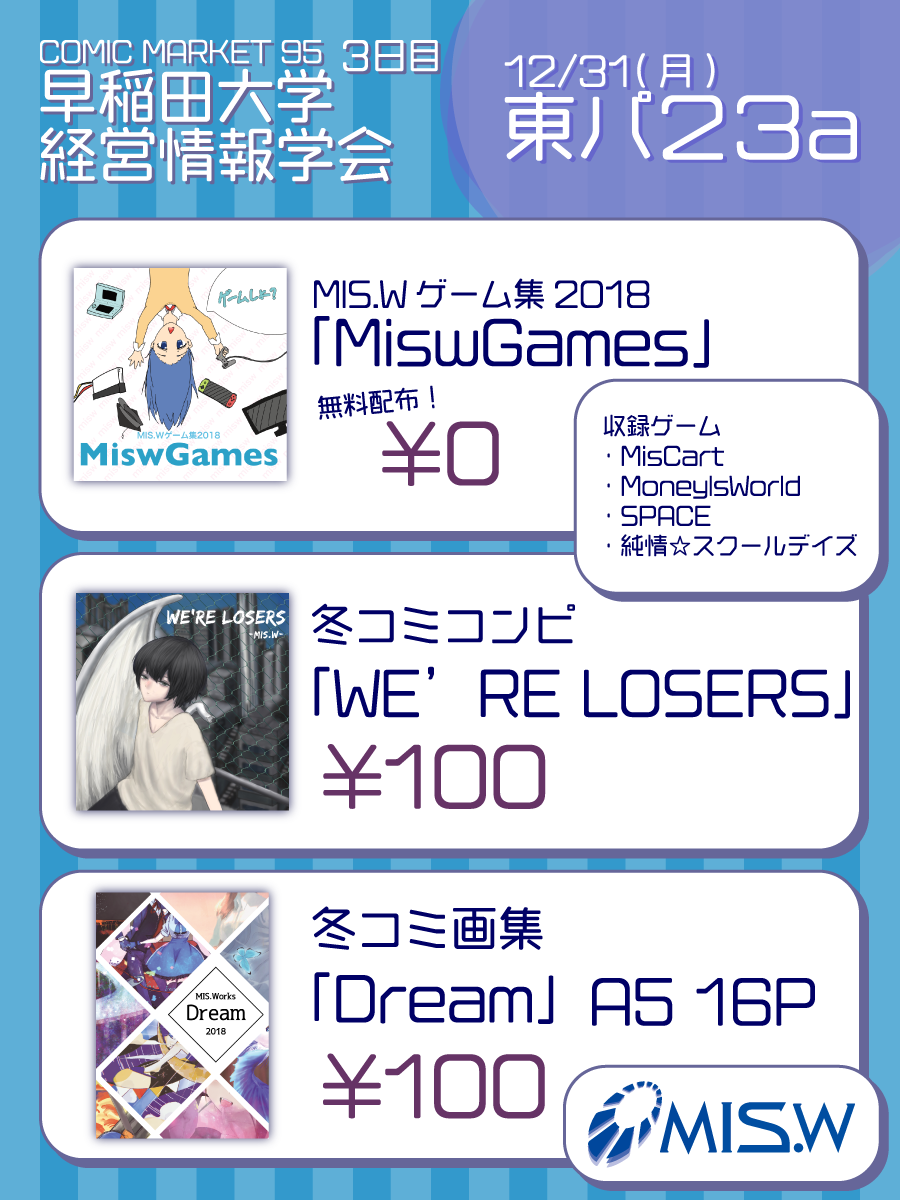 COMIC MARKET 95 3日目
早稲田大学
経営情報学会
12/31(月)
東パ23a
ゲームしよ?
MIS.Wゲーム集2018
MiswGames
MIS.W ゲーム集 2018
「MiswGames」
無料配布！
¥0
収録ゲーム
・MisCart
・MoneyIsWorld
・SPACE
・純情☆スクールデイズ
WE'RE LOSERS
-MIS.W-
冬コミコンピ
「WE’RE LOSERS」
¥100
MIS.Works
Dream
2018
冬コミ画集
「Dream」 A5 16P
¥100
MIS.W